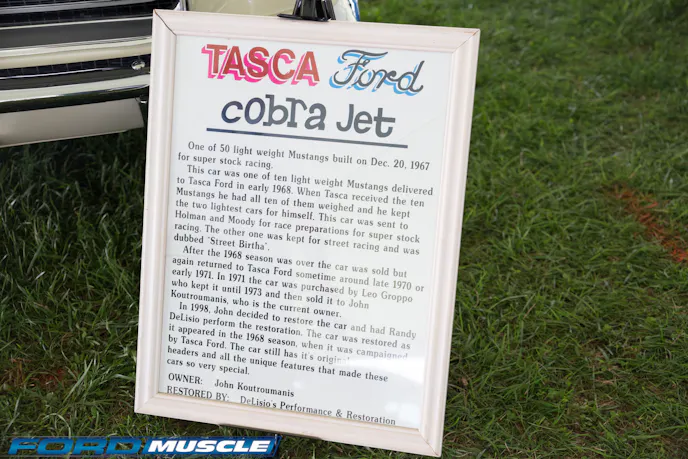 TASCA Ford
cobra Jet
One of 50 light weight Mustangs built on Dec. 20, 1967
for super stock racing.
This car was one of ten light weight Mustangs delivered
to Tasca Ford in early 1968. When Tasca received the ten
Mustangs he had all ten of them weighed and he kept
the two lightest cars for himself. This car was sent to
Holman and Moody for race preparations for super stock
racing. The other one was kept for street racing and was
dubbed "Street Birtha".
After the 1968 season was over the car was sold but
again returned to Tasca Ford sometime around late 1970 or
early 1971. In 1971 the car was purchased by Leo Groppo
who kept it until 1973 and then sold it to John
Koutroumanis, who is the current owner.
In 1998, John decided to restore the car and had Randy
DeLisio perform the restoration. The car was restored as
it appeared in the 1968 season, when it was campaigned
by Tasca Ford. The car still has it's
headers and all the unique features that made these
cars so very special.
OWNER: John Koutroumanis
RESTORED BY: DeLisio's Performance & Restoration
FORD MUSCLE